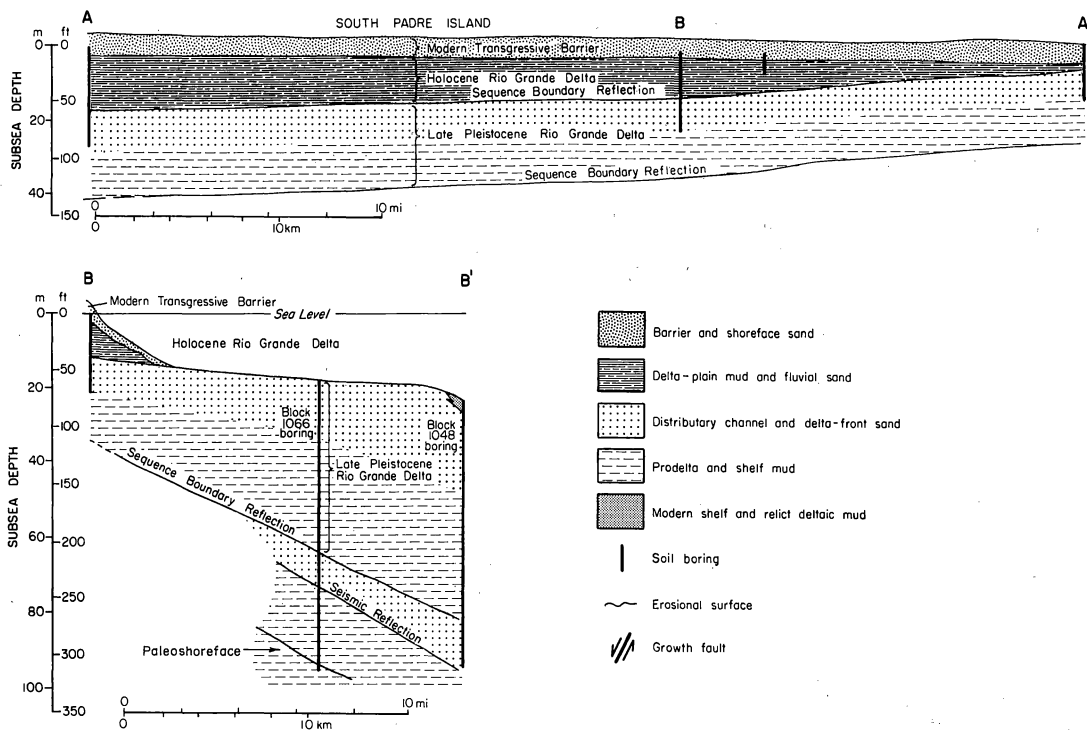 A
SOUTH PADRE ISLAND
B
A
m ft
0 0
50
20
100
40
150
SUBSEA DEPTH
Modern Transgressive Barrier
Holocene Rio Grande Delta
Sequence Boundary Reflection
Late Pleistocene Rio Grande Delta
Sequence Boundary Reflection
0 10 mi
0 10km
B
B'
m ft
0 0
50
20
100
40
150
60
200
250
80
300
100
350
SUBSEA DEPTH
Modern Transgressive Barrier
Sea Level
Holocene Rio Grande Delta
Block
1066
boring
Block
1048
boring
Late Pleistocene
Rio Grande Delta
Sequence Boundary Reflection
Seismic Reflection
Paleoshoreface
0 10 mi
0 10 km
Barrier and shoreface sand
Delta-plain mud and fluvial sand
Distributary channel and delta-front sand
Prodelta and shelf mud
Modern shelf and relict deltaic mud
Soil boring
Erosional surface
Growth fault